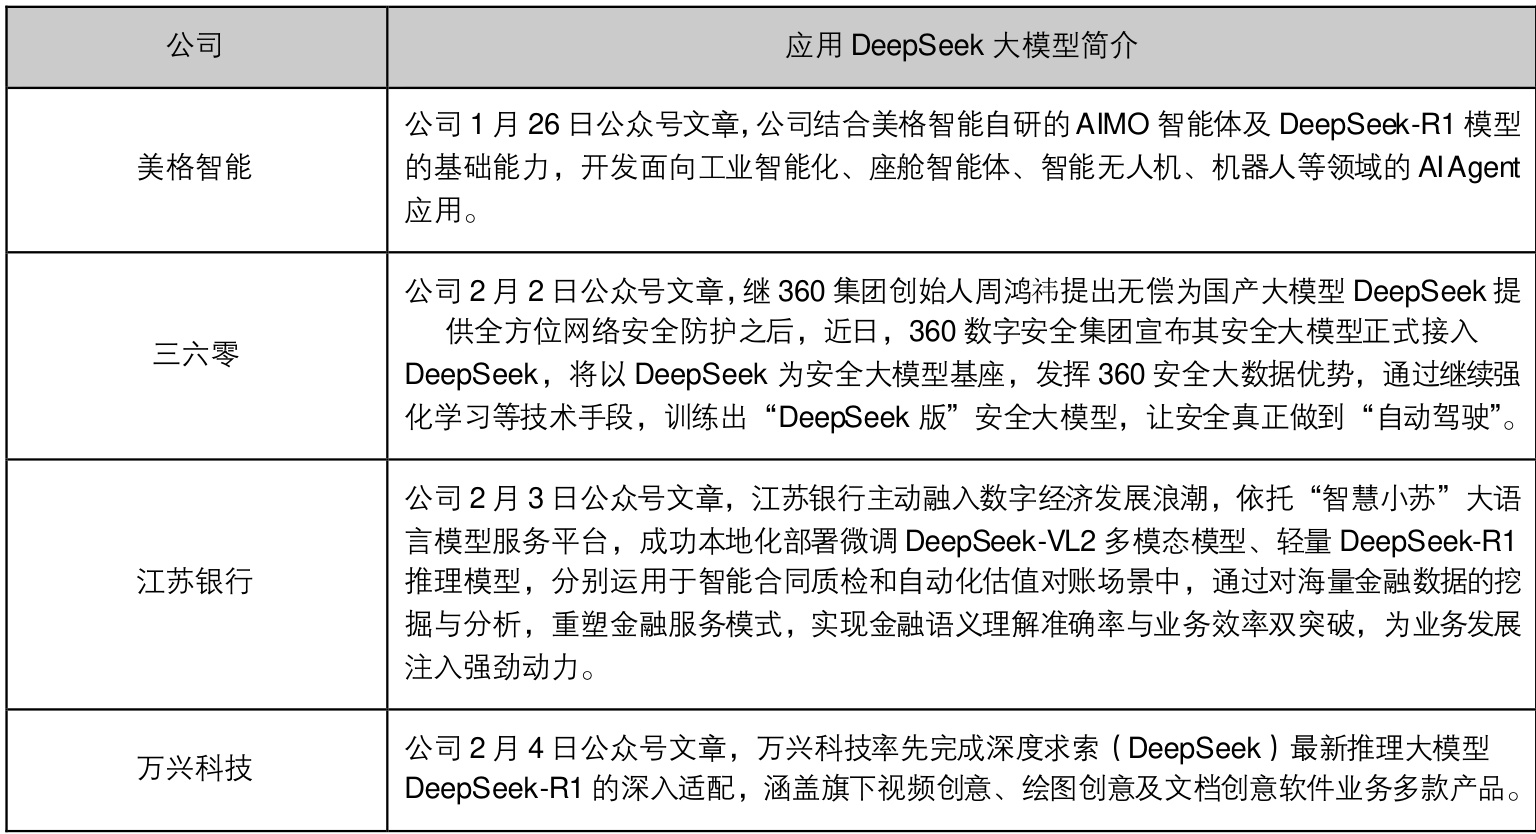 公司
应用 DeepSeek 大模型简介
美格智能
公司 1 月 26 日公众号文章，公司结合美格智能自研的 AIMO 智能体及 DeepSeek-R1 模型
的基础能力，开发面向工业智能化、座舱智能体、智能无人机、机器人等领域的 AI Agent
应用。
三六零
公司 2 月 2 日公众号文章，继 360 集团创始人周鸿祎提出无偿为国产大模型 DeepSeek 提
供全方位网络安全防护之后，近日，360 数字安全集团宣布其安全大模型正式接入
DeepSeek，将以 DeepSeek 为安全大模型基座，发挥 360 安全大数据优势，通过继续强
化学习等技术手段，训练出“DeepSeek 版”安全大模型，让安全真正做到“自动驾驶”。
江苏银行
公司 2 月 3 日公众号文章，江苏银行主动融入数字经济发展浪潮，依托“智慧小苏”大语
言模型服务平台，成功本地化部署微调 DeepSeek-VL2 多模态模型、轻量 DeepSeek-R1
推理模型，分别运用于智能合同质检和自动化估值对账场景中，通过对海量金融数据的挖
掘与分析，重塑金融服务模式，实现金融语义理解准确率与业务效率双突破，为业务发展
注入强劲动力。
万兴科技
公司 2 月 4 日公众号文章，万兴科技率先完成深度求索（DeepSeek）最新推理大模型
DeepSeek-R1 的深入适配，涵盖旗下视频创意、绘图创意及文档创意软件业务多款产品。